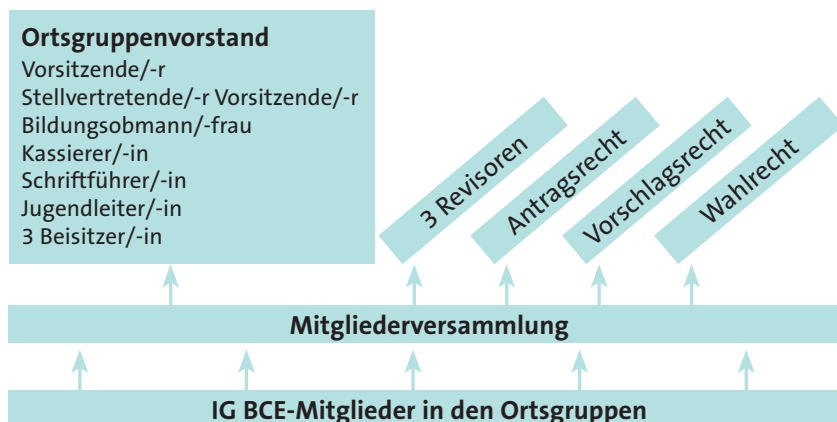 Ortsgruppenvorstand
Vorsitzende/-r
Stellvertretende/-r Vorsitzende/-r
Bildungsobmann/-frau
Kassierer/-in
Schriftführer/-in
Jugendleiter/-in
3 Beisitzer/-in
3 Revisoren
Antragsrecht
Vorschlagsrecht
Wahlrecht
Mitgliederversammlung
IG BCE-Mitglieder in den Ortsgruppen